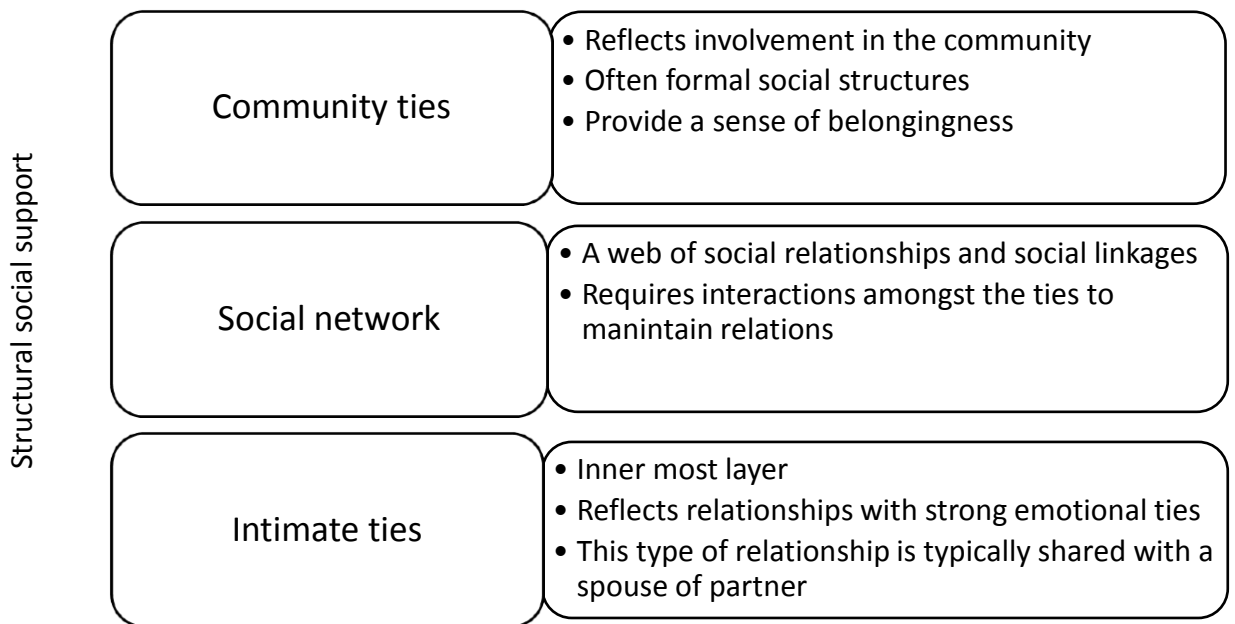 Structural social support
Community ties
• Reflects involvement in the community
• Often formal social structures
• Provide a sense of belongingness
Social network
• A web of social relationships and social linkages
• Requires interactions amongst the ties to
manintain relations
Intimate ties
• Inner most layer
• Reflects relationships with strong emotional ties
• This type of relationship is typically shared with a
spouse of partner